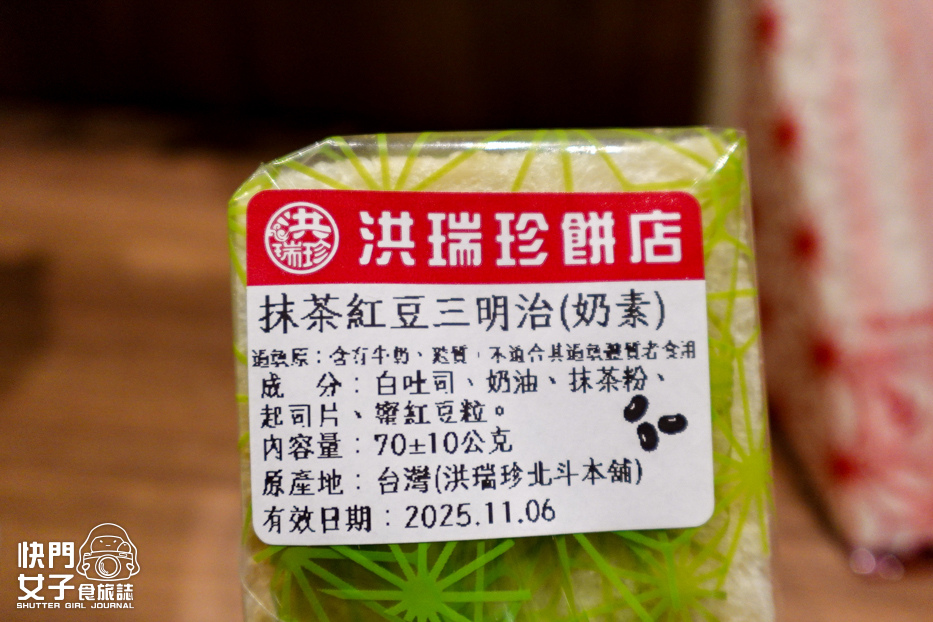 洪瑞珍
洪瑞珍餅店
抹茶紅豆三明治(奶素)
過敏原:含有牛奶、麩質,不適合其過敏體質者食用
成 分:白吐司、奶油、抹茶粉、
起司片、蜜紅豆粒。
內容量:70±10公克
原產地:台灣(洪瑞珍北斗本舖)
有效日期:2025.11.06
快門
女子食旅誌
SHUTTER GIRL JOURNAL